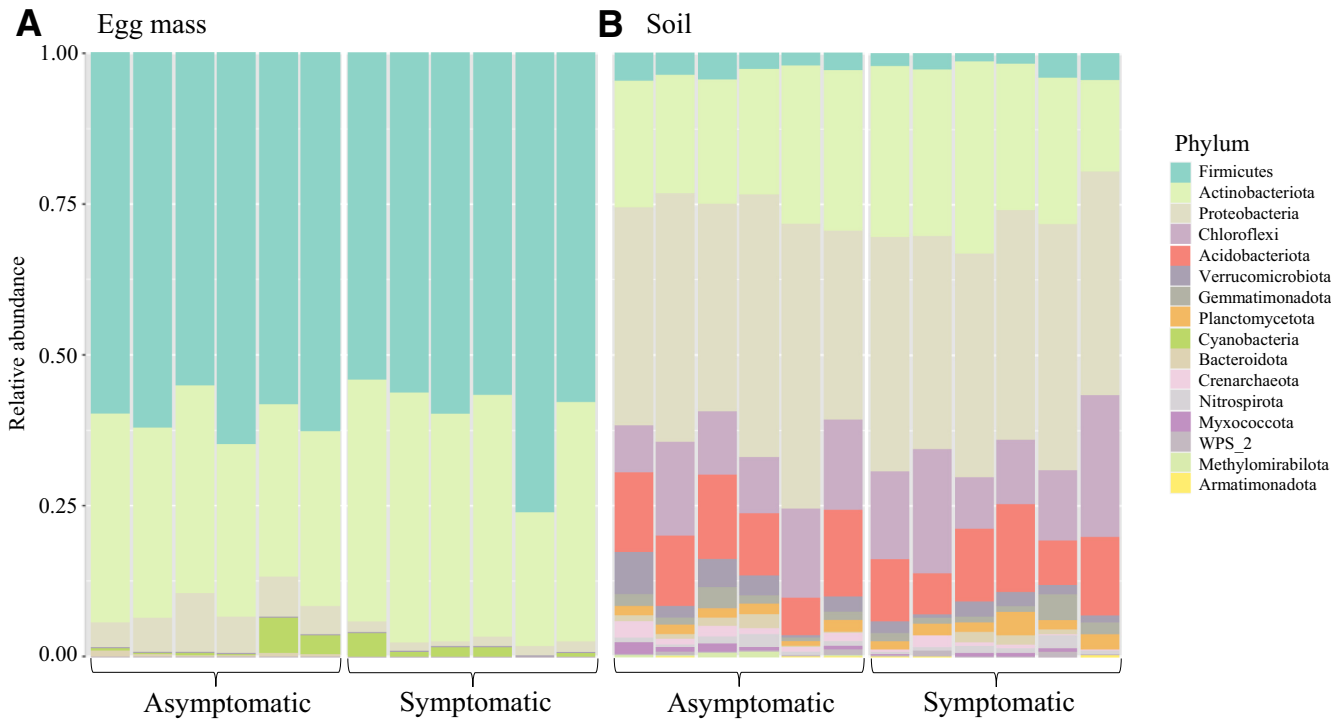 A Egg mass
B Soil
Relative abundance
1.00
0.75
0.50
0.25
0.00
Asymptomatic
Symptomatic
Asymptomatic
Symptomatic
Phylum
Firmicutes
Actinobacteriota
Proteobacteria
Chloroflexi
Acidobacteriota
Verrucomicrobiota
Gemmatimonadota
Planctomycetota
Cyanobacteria
Bacteroidota
Crenarchaeota
Nitrospirota
Myxococcota
WPS_2
Methylomirabilota
Armatimonadota